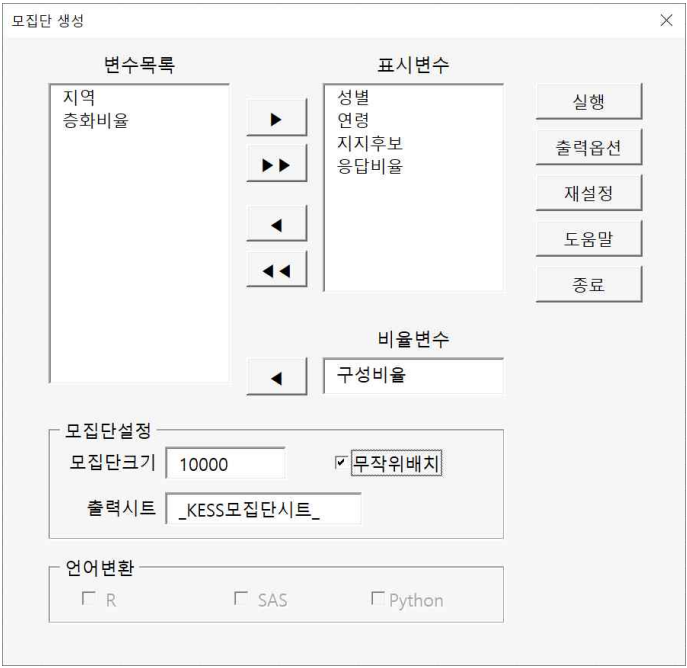 모집단 생성
변수목록
지역
층화비율
표시변수
성별
연령
지지후보
응답비율
실행
출력옵션
재설정
도움말
종료
비율변수
구성비율
모집단설정
모집단크기 10000 무작위배치
출력시트 _KESS모집단시트_
언어변환
R SAS Python